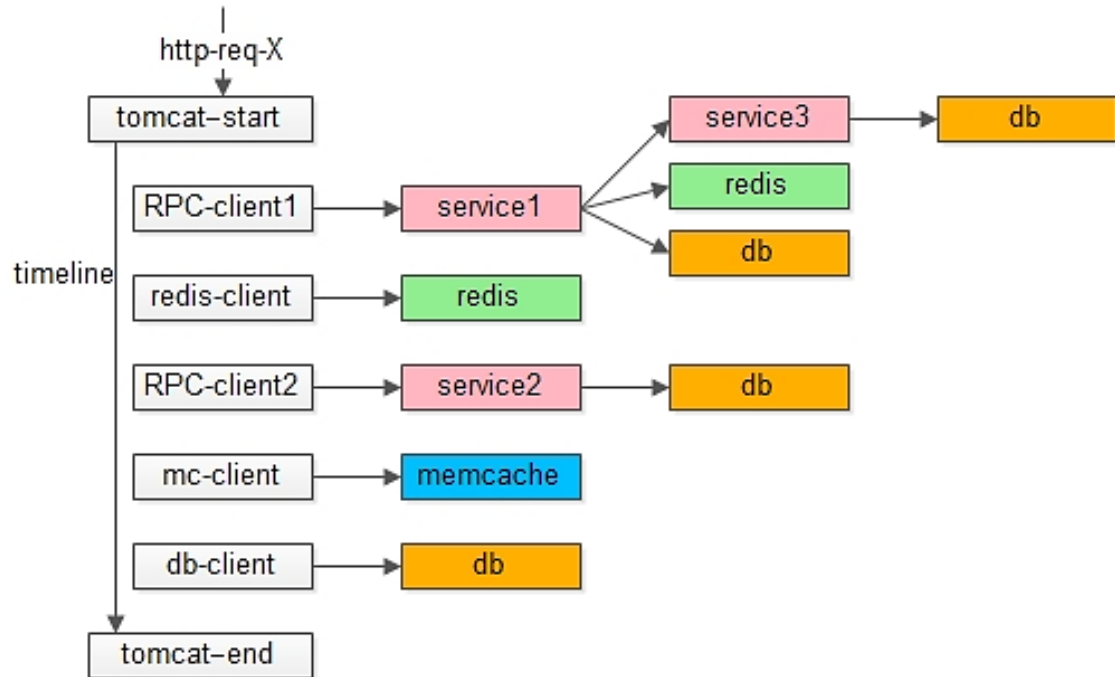 http-req-X
tomcat–start
service3
db
RPC-client1
service1
redis
db
timeline
redis-client
redis
RPC-client2
service2
db
mc-client
memcache
db-client
db
tomcat–end